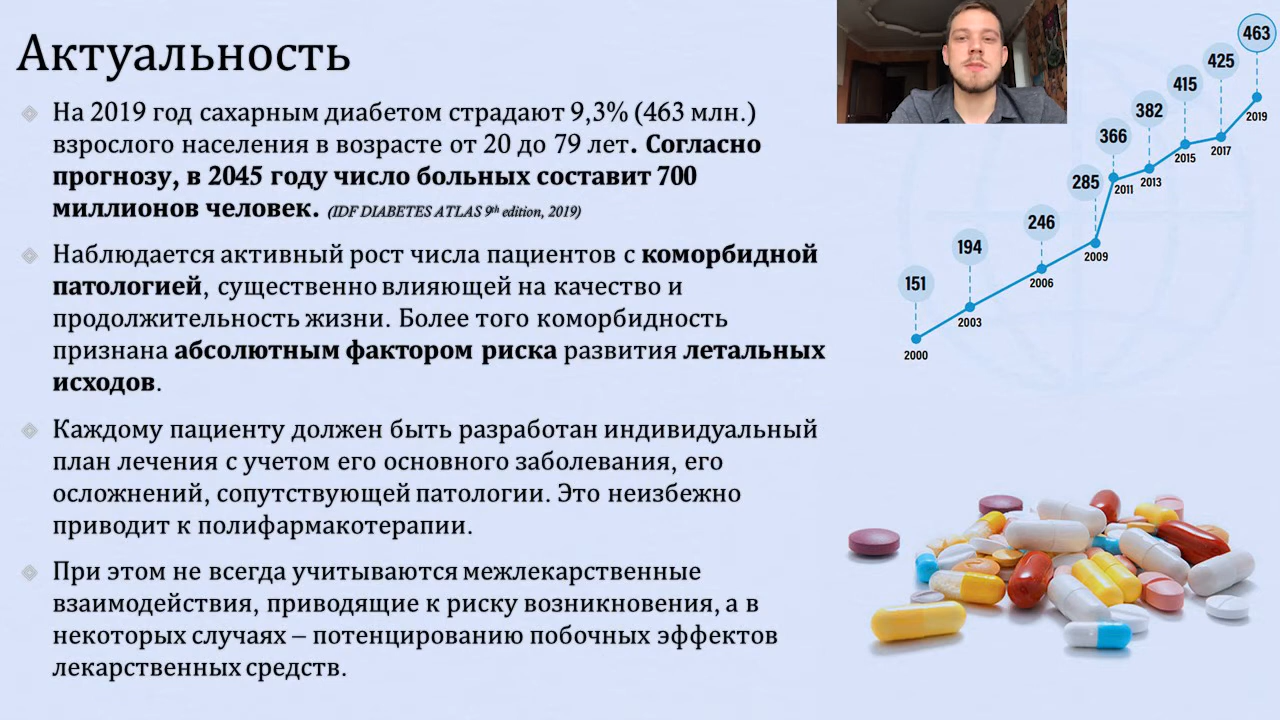 Актуальность
На 2019 год сахарным диабетом страдают 9,3% (463 млн.)
взрослого населения в возрасте от 20 до 79 лет. Согласно
прогнозу, в 2045 году число больных составит 700
миллионов человек. (IDF DIABETES ATLAS 9th edition, 2019)
Наблюдается активный рост числа пациентов с коморбидной
патологией, существенно влияющей на качество и
продолжительность жизни. Более того коморбидность
признана абсолютным фактором риска развития летальных
исходов.
Каждому пациенту должен быть разработан индивидуальный
план лечения с учетом его основного заболевания, его
осложнений, сопутствующей патологии. Это неизбежно
приводит к полифармакотерапии.
При этом не всегда учитываются межлекарственные
взаимодействия, приводящие к риску возникновения, а в
некоторых случаях – потенцированию побочных эффектов
лекарственных средств.
151
2000
194
2003
246
2006
285
2009
366
2011
382
2013
415
2015
425
2017
463
2019